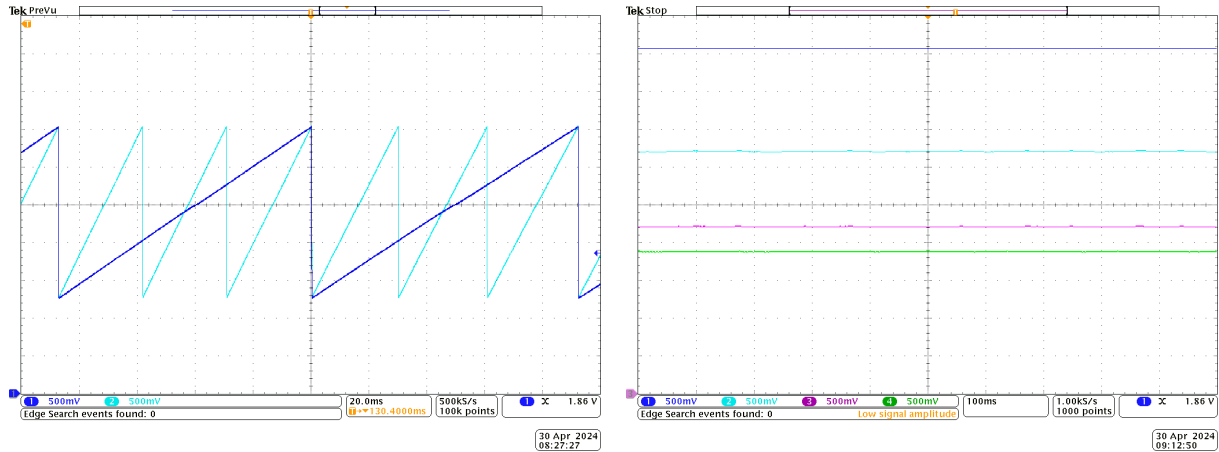 Tek PreVu
T
1
1 500mV 2 500mV
Edge Search events found: 0
20.0ms
T→▼130.4000ms
500kS/s
100k points
1 X 1.86 V
30 Apr 2024
08:27:27
Tek Stop
T
1 500mV 2 500mV 3 500mV 4 500mV
Edge Search events found: 0 Low signal amplitude
100ms
1.00kS/s
1000 points
1 X 1.86 V
30 Apr 2024
09:12:50